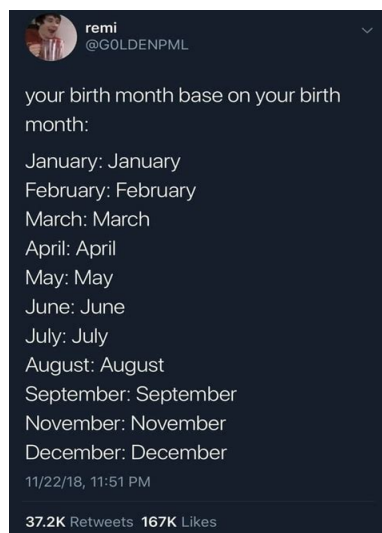 remi
@G0LDENPML
your birth month base on your birth
month:
January: January
February: February
March: March
April: April
May: May
June: June
July: July
August: August
September: September
November: November
December: December
11/22/18, 11:51 PM
37.2K Retweets 167K Likes